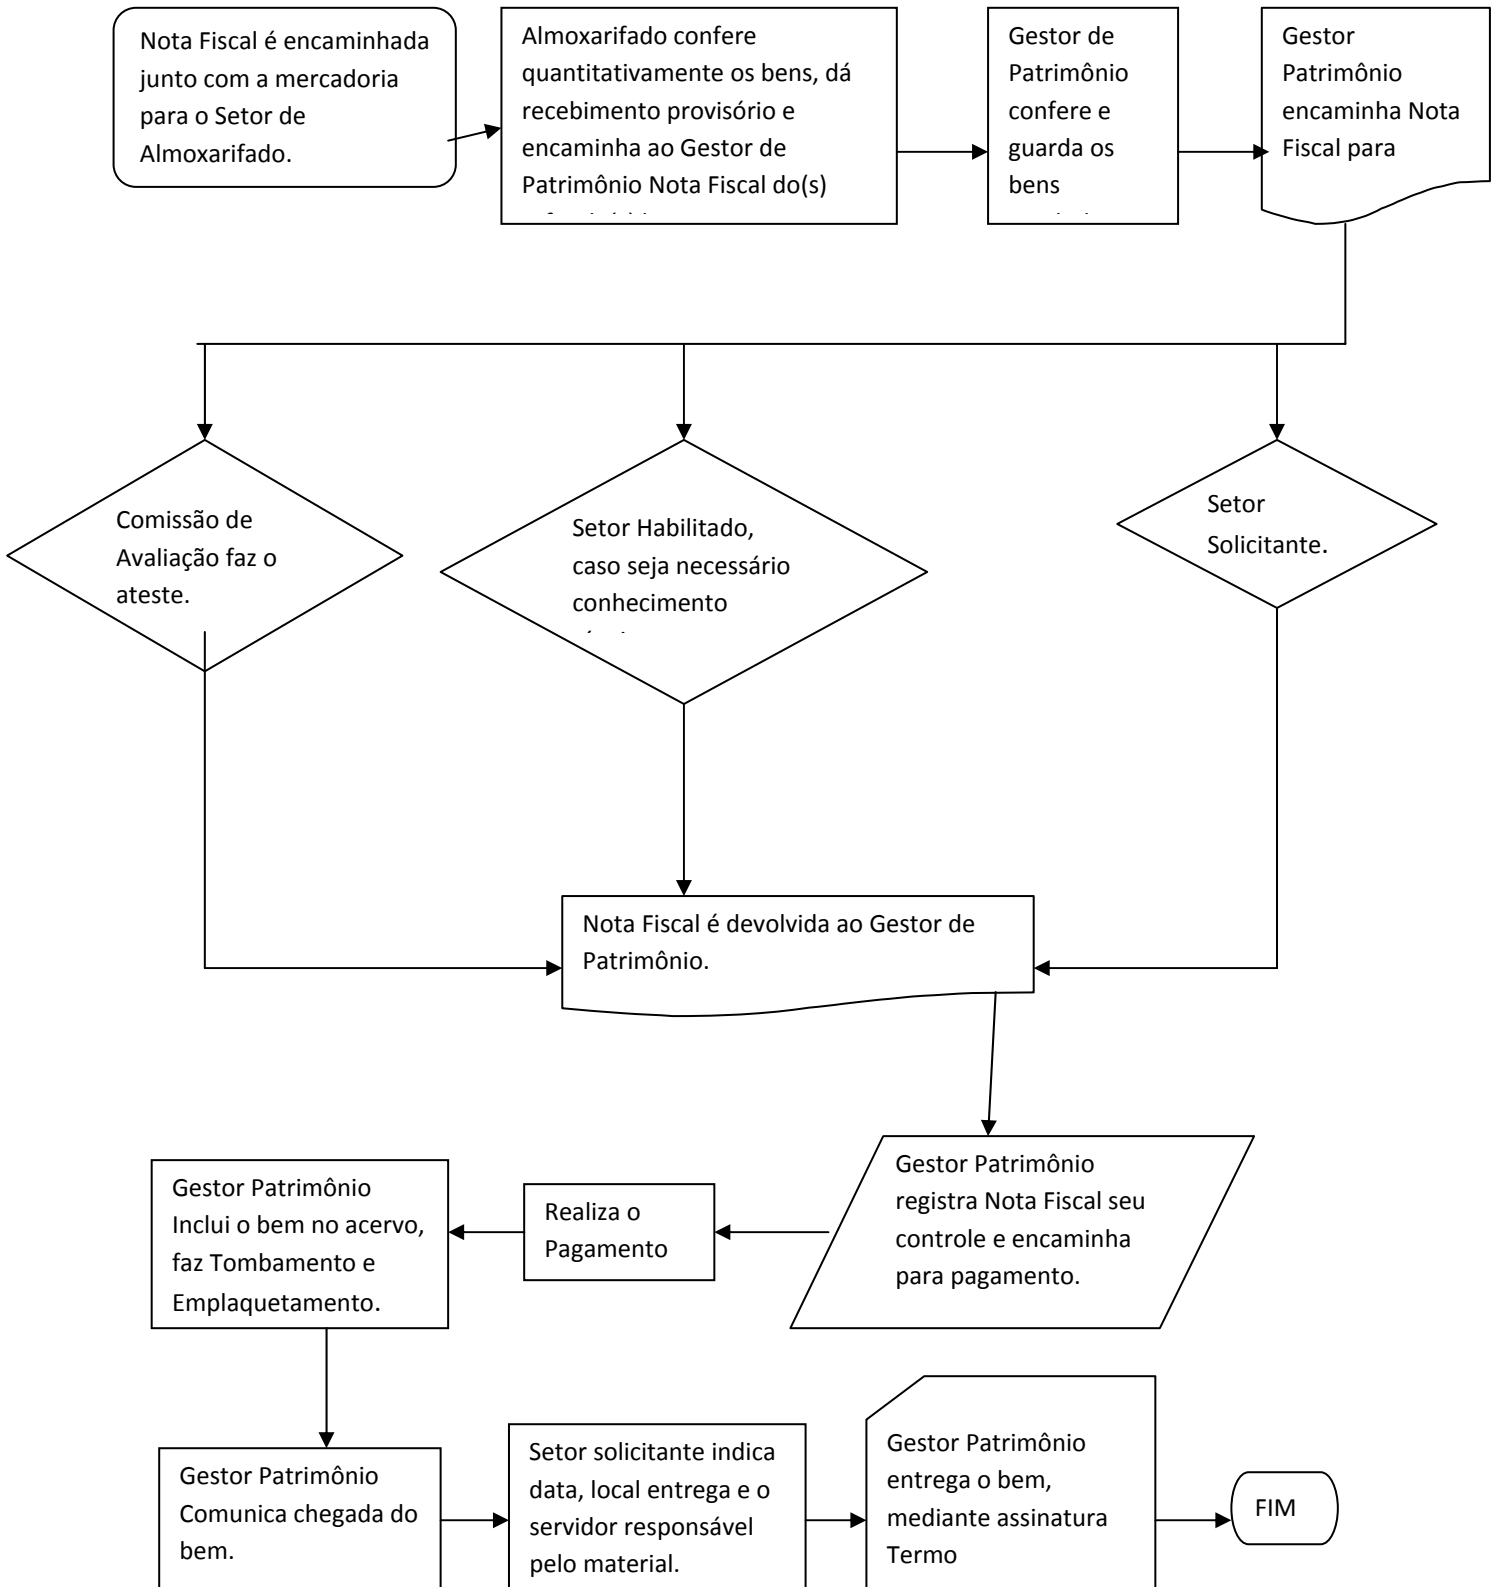 Nota Fiscal é encaminhada
junto com a mercadoria
para o Setor de
Almoxarifado.
Almoxarifado confere
quantitativamente os bens, dá
recebimento provisório e
encaminha ao Gestor de
Patrimônio Nota Fiscal do(s)
Gestor de
Patrimônio
confere e
guarda os
bens
Gestor
Patrimônio
encaminha Nota
Fiscal para
Comissão de
Avaliação faz o
ateste.
Setor Habilitado,
caso seja necessário
conhecimento
Setor
Solicitante.
Nota Fiscal é devolvida ao Gestor de
Patrimônio.
Gestor Patrimônio
registra Nota Fiscal seu
controle e encaminha
para pagamento.
Realiza o
Pagamento
Gestor Patrimônio
Inclui o bem no acervo,
faz Tombamento e
Emplaquetamento.
Gestor Patrimônio
Comunica chegada do
bem.
Setor solicitante indica
data, local entrega e o
servidor responsável
pelo material.
Gestor Patrimônio
entrega o bem,
mediante assinatura
Termo
FIM